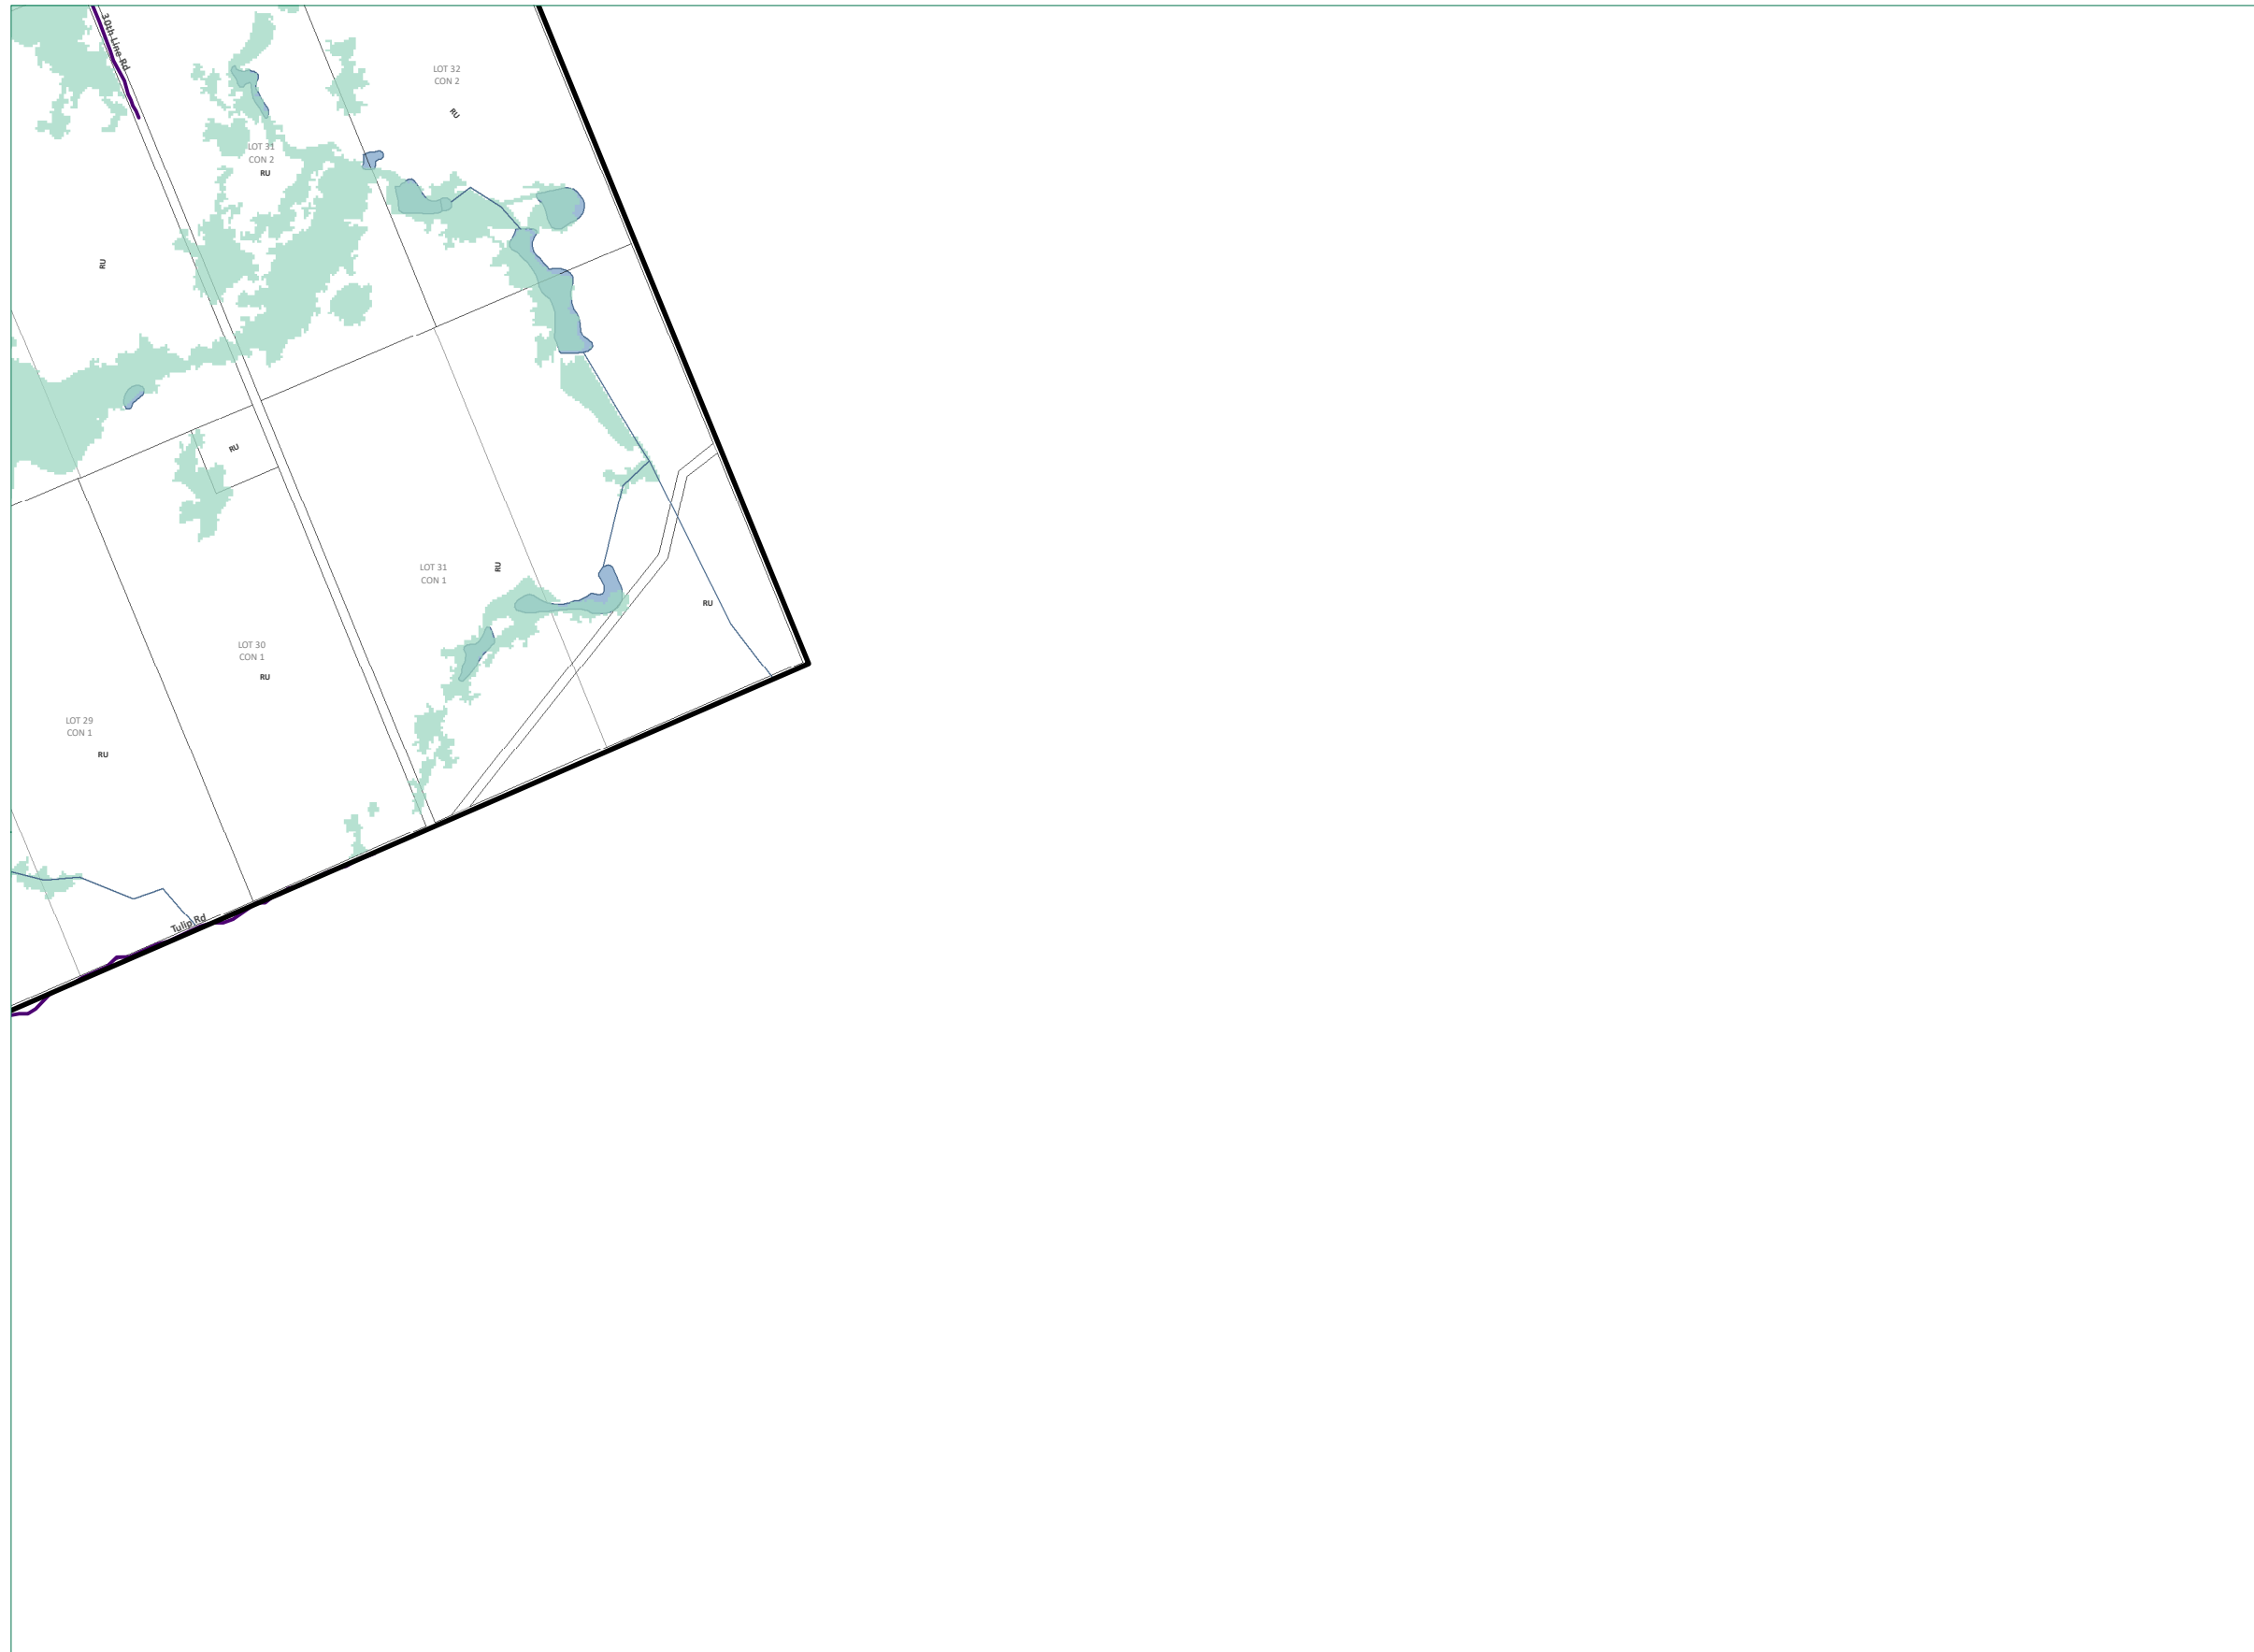 30th Line Rd
LOT 32
CON 2
RU
LOT 31
CON 2
RU
RU
RU
LOT 31
CON 1
RU
RU
LOT 30
CON 1
RU
LOT 29
CON 1
RU
Tulip Rd